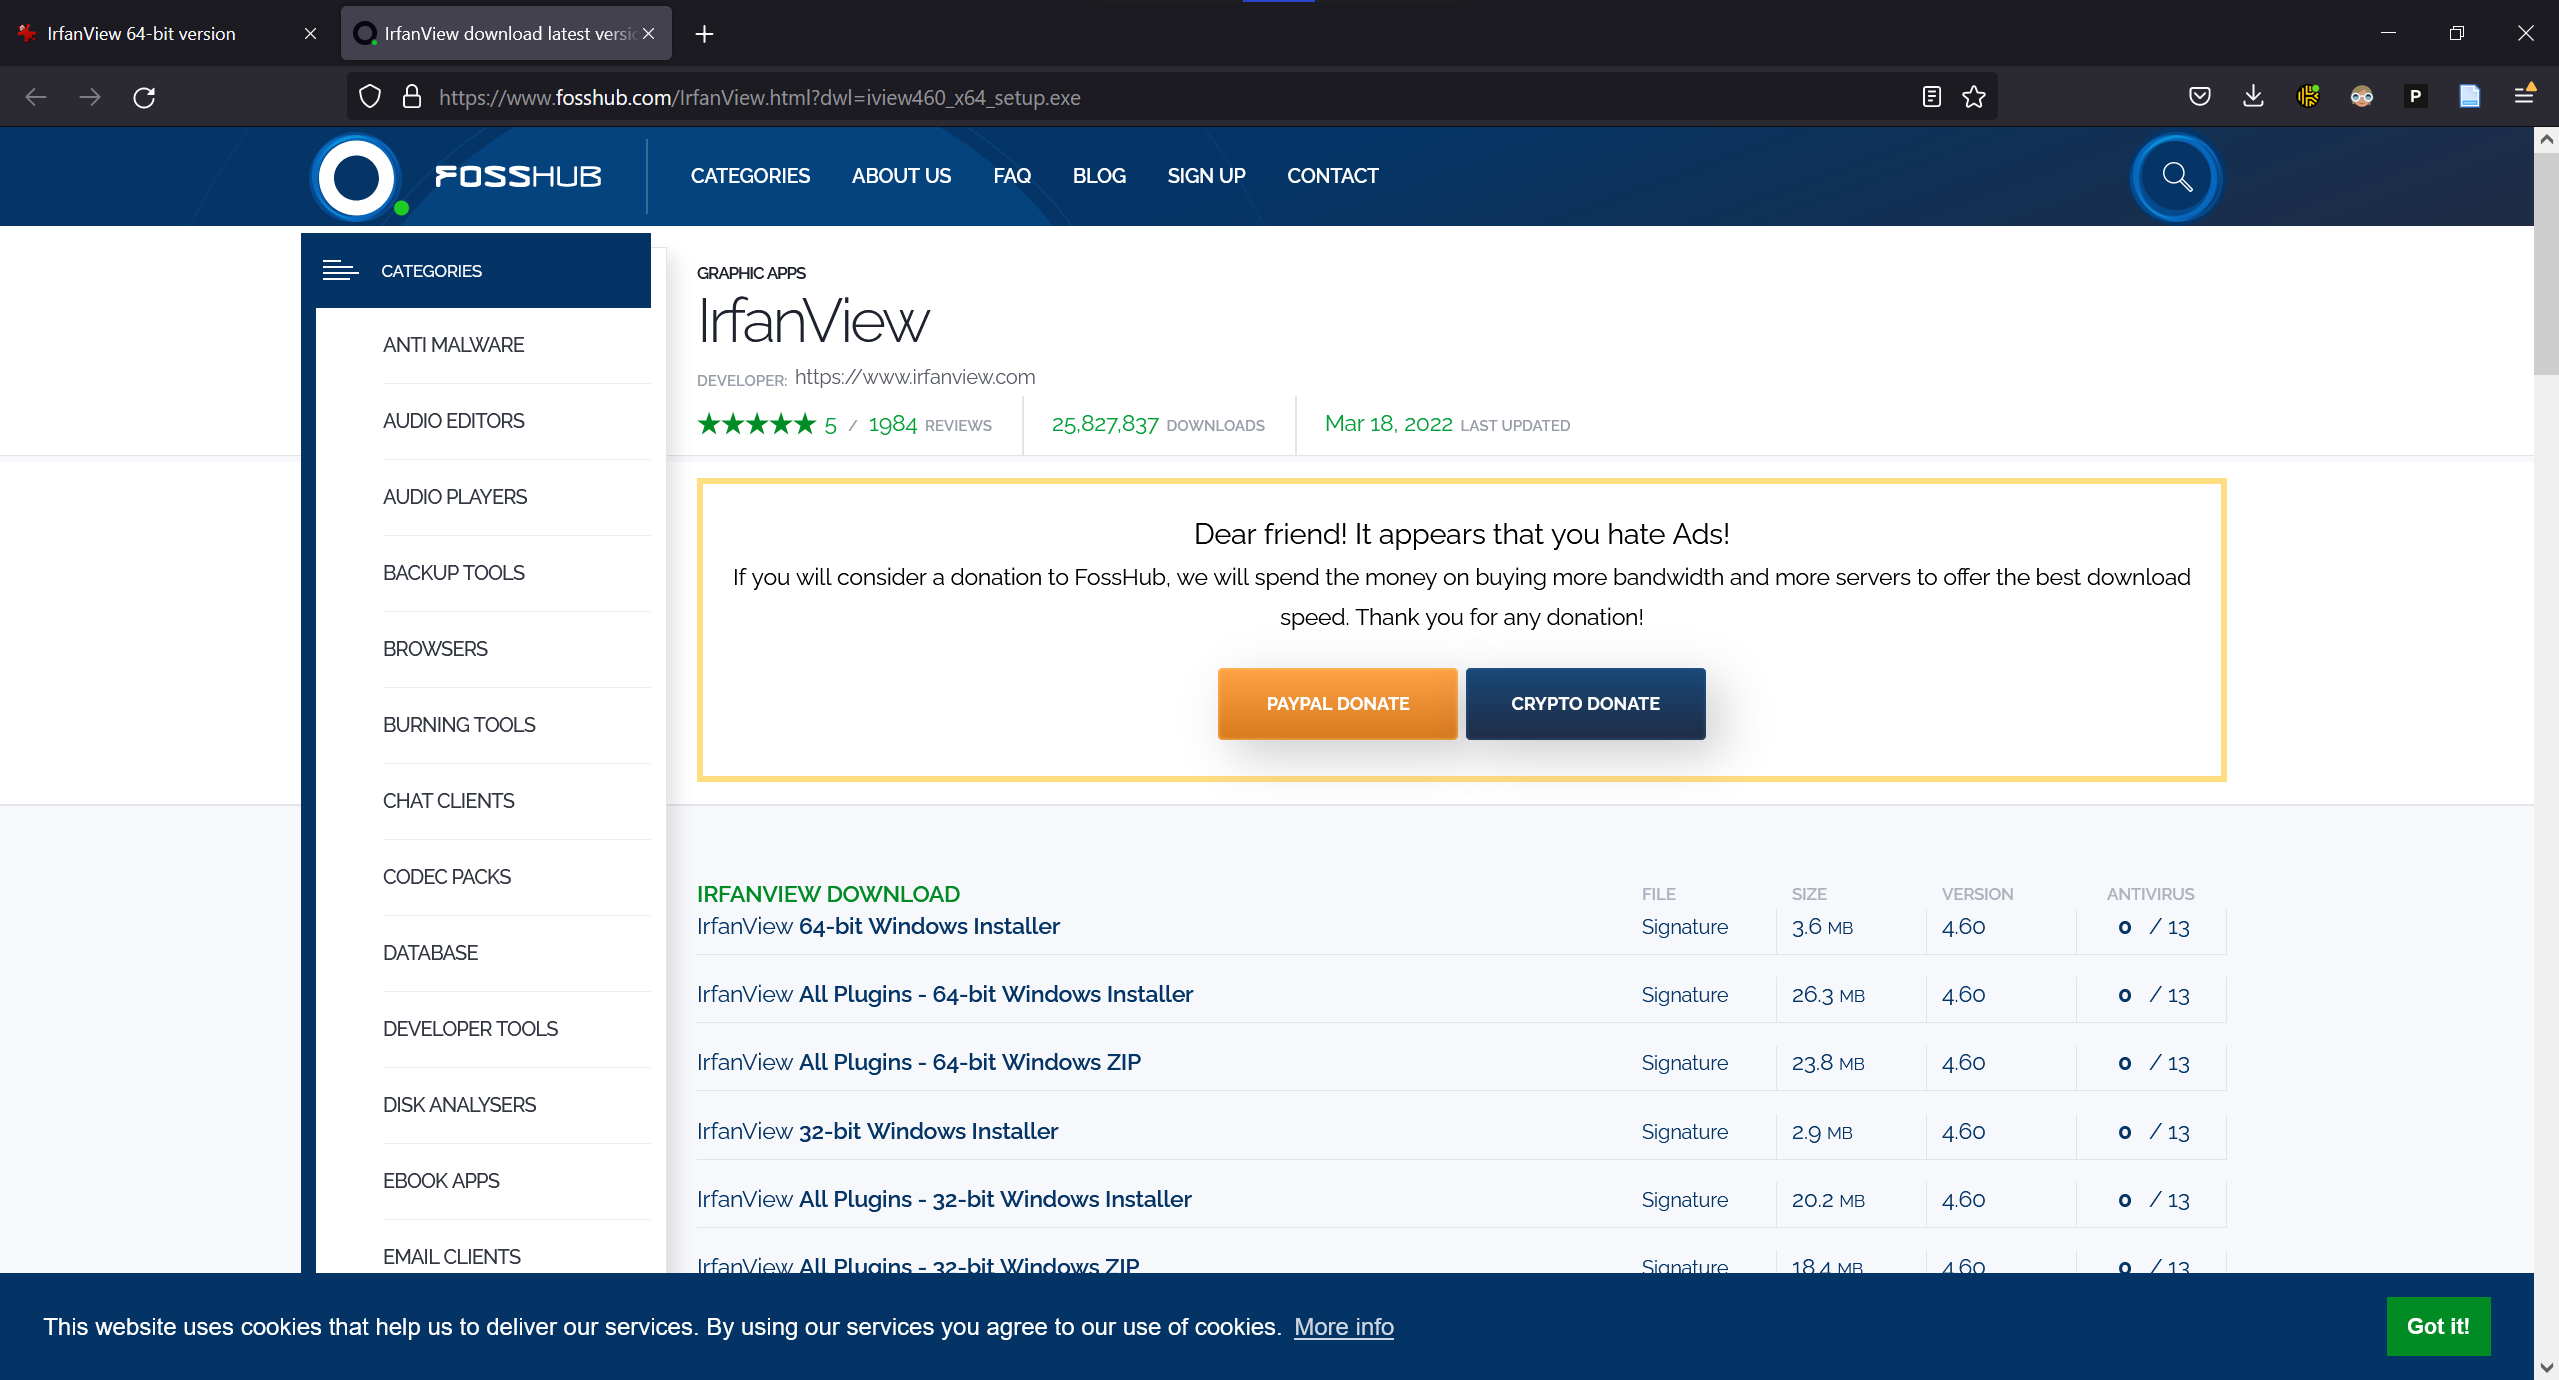 IrfanView 64-bit version
IrfanView download latest versic
https://www.fosshub.com/IrfanView.html?dwl=iview460_x64_setup.exe
P
FOSSHUB
CATEGORIES ABOUT US FAQ BLOG SIGN UP CONTACT
CATEGORIES
ANTI MALWARE
AUDIO EDITORS
AUDIO PLAYERS
BACKUP TOOLS
BROWSERS
BURNING TOOLS
CHAT CLIENTS
CODEC PACKS
DATABASE
DEVELOPER TOOLS
DISK ANALYSERS
EBOOK APPS
EMAIL CLIENTS
GRAPHIC APPS
IrfanView
DEVELOPER: https://www.irfanview.com
★★★★★ 5 / 1984 REVIEWS 25,827,837 DOWNLOADS Mar 18, 2022 LAST UPDATED
Dear friend! It appears that you hate Ads!
If you will consider a donation to FossHub, we will spend the money on buying more bandwidth and more servers to offer the best download
speed. Thank you for any donation!
PAYPAL DONATE CRYPTO DONATE
IRFANVIEW DOWNLOAD FILE SIZE VERSION ANTIVIRUS
IrfanView 64-bit Windows Installer Signature 3.6 MB 4.60 0 / 13
IrfanView All Plugins - 64-bit Windows Installer Signature 26.3 MB 4.60 0 / 13
IrfanView All Plugins - 64-bit Windows ZIP Signature 23.8 MB 4.60 0 / 13
IrfanView 32-bit Windows Installer Signature 2.9 MB 4.60 0 / 13
IrfanView All Plugins - 32-bit Windows Installer Signature 20.2 MB 4.60 0 / 13
IrfanView All Plugins - 32-bit Windows ZIP Signature 18.4 MB 4.60 0 / 13
This website uses cookies that help us to deliver our services. By using our services you agree to our use of cookies. More info
Got it!